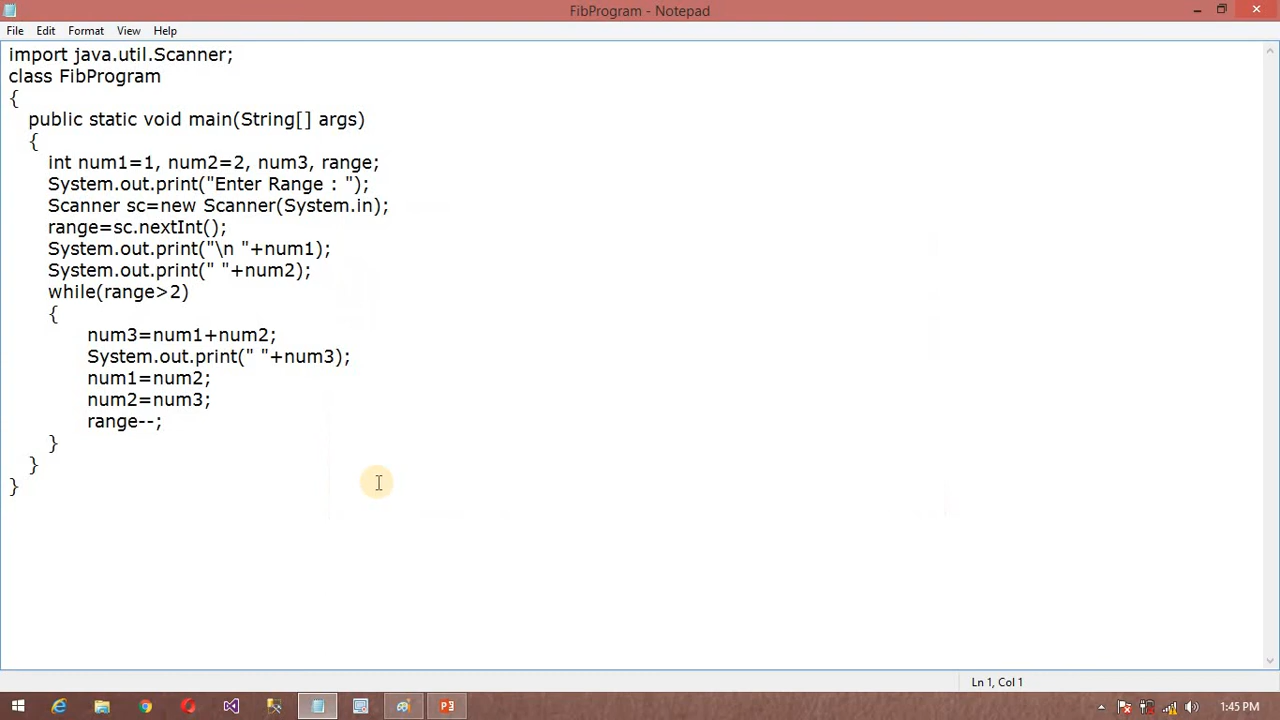 FibProgram - Notepad
File Edit Format View Help
import java.util.Scanner;
class FibProgram
{
public static void main(String[] args)
{
int num1=1, num2=2, num3, range;
System.out.print("Enter Range : ");
Scanner sc=new Scanner(System.in);
range=sc.nextInt();
System.out.print("\n "+num1);
System.out.print(" "+num2);
while(range>2)
{
num3=num1+num2;
System.out.print(" "+num3);
num1=num2;
num2=num3;
range--;
}
}
}
Ln 1, Col 1
1:45 PM